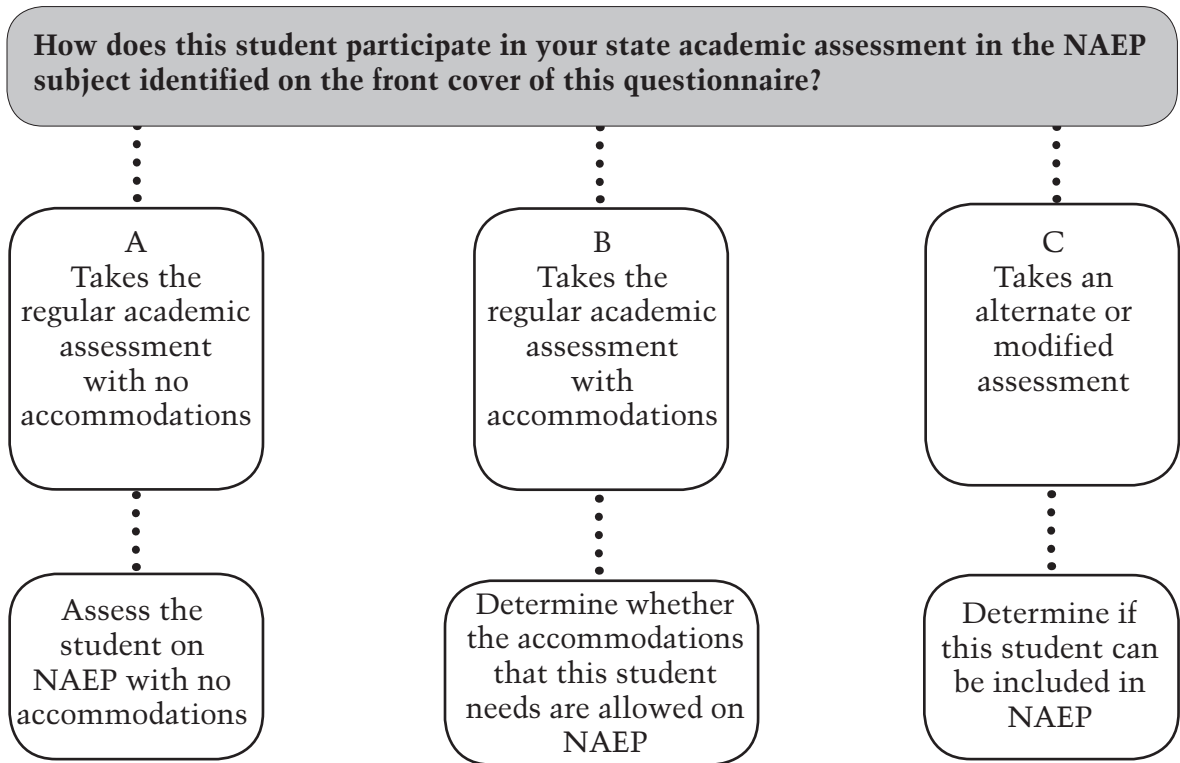 How does this student participate in your state academic assessment in the NAEP
subject identified on the front cover of this questionnaire?
A
Takes the
regular academic
assessment
with no
accommodations
B
Takes the
regular academic
assessment
with
accommodations
C
Takes an
alternate or
modified
assessment
Assess the
student on
NAEP with no
accommodations
Determine whether
the accommodations
that this student
needs are allowed on
NAEP
Determine if
this student can
be included in
NAEP